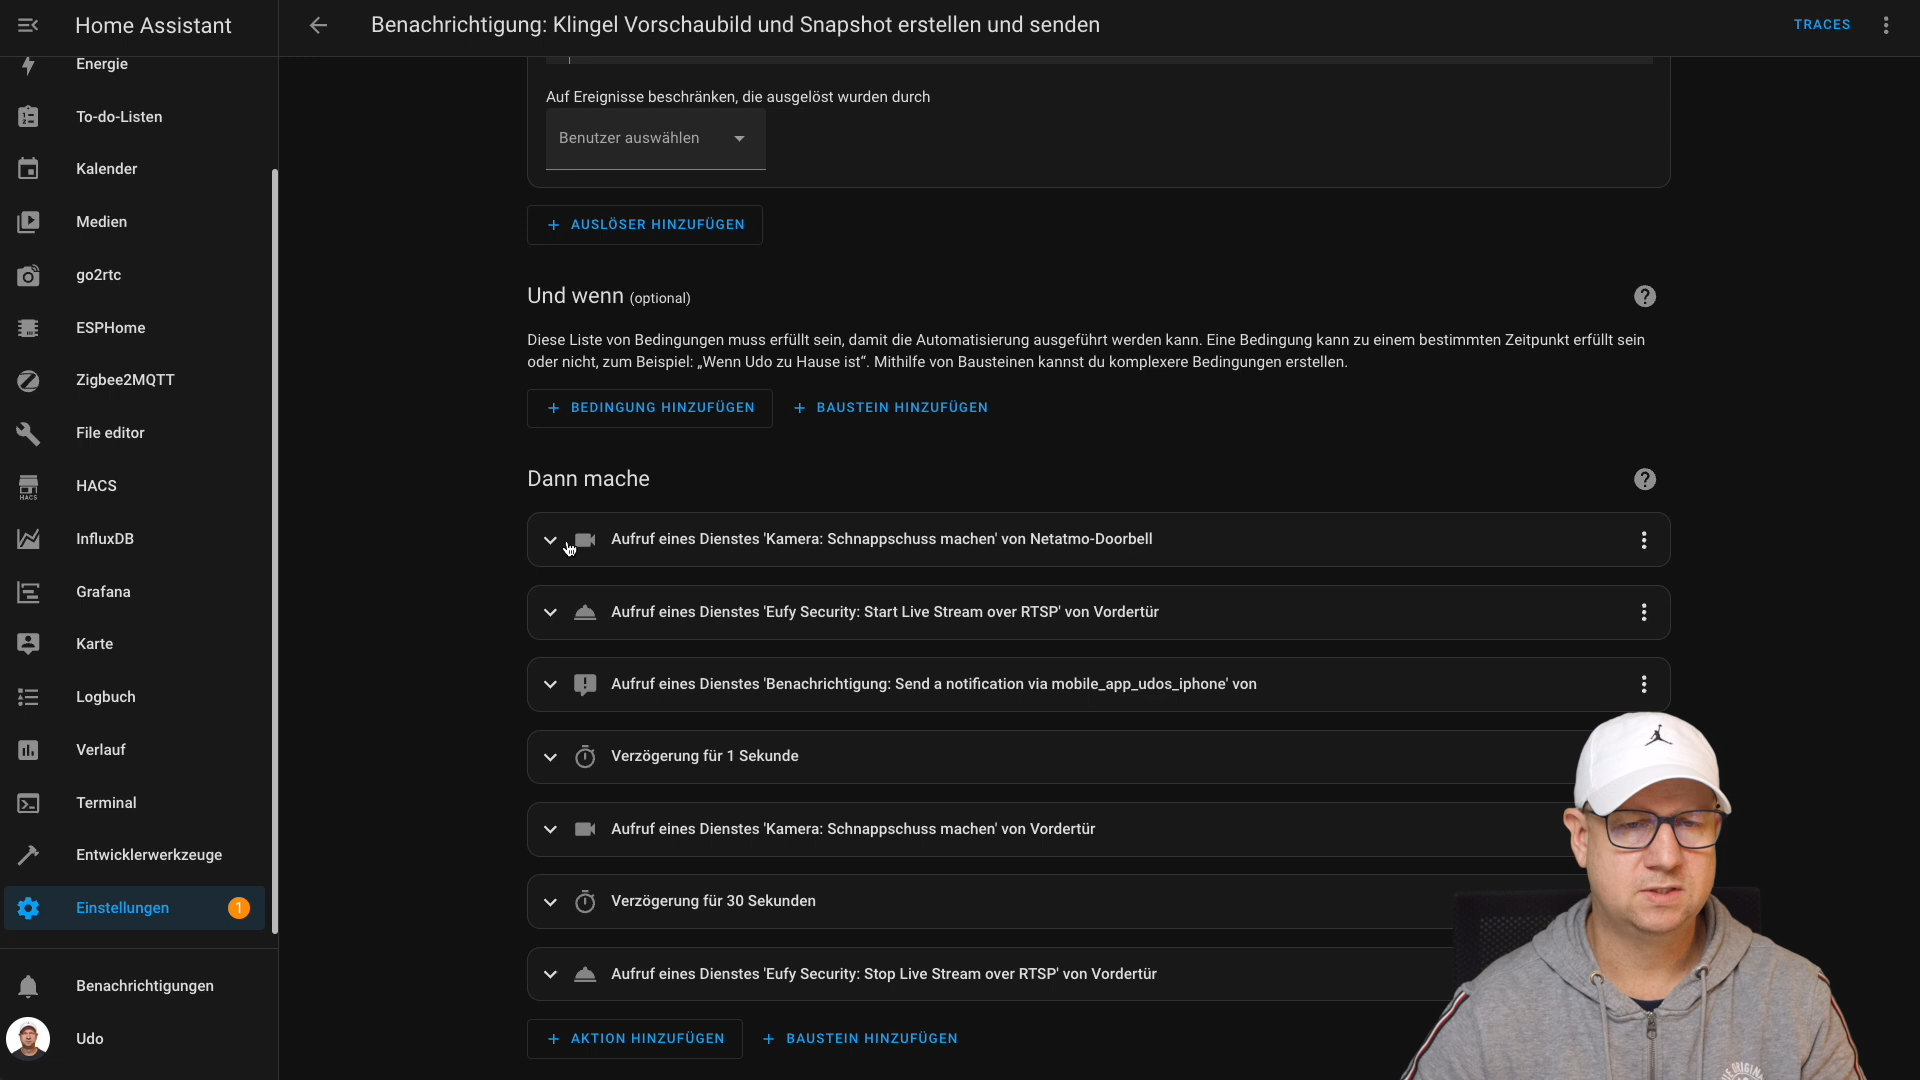 Home Assistant
Benachrichtigung: Klingel Vorschaubild und Snapshot erstellen und senden
TRACES
Energie
To-do-Listen
Kalender
Medien
go2rtc
ESPHome
Zigbee2MQTT
File editor
HACS
HACS
InfluxDB
Grafana
Karte
Logbuch
Verlauf
Terminal
Entwicklerwerkzeuge
Einstellungen
1
Benachrichtigungen
Udo
Auf Ereignisse beschränken, die ausgelöst wurden durch
Benutzer auswählen
+ AUSLÖSER HINZUFÜGEN
Und wenn (optional)
Diese Liste von Bedingungen muss erfüllt sein, damit die Automatisierung ausgeführt werden kann. Eine Bedingung kann zu einem bestimmten Zeitpunkt erfüllt sein
oder nicht, zum Beispiel: „Wenn Udo zu Hause ist“. Mithilfe von Bausteinen kannst du komplexere Bedingungen erstellen.
+ BEDINGUNG HINZUFÜGEN + BAUSTEIN HINZUFÜGEN
Dann mache
Aufruf eines Dienstes 'Kamera: Schnappschuss machen' von Netatmo-Doorbell
Aufruf eines Dienstes 'Eufy Security: Start Live Stream over RTSP' von Vordertür
Aufruf eines Dienstes 'Benachrichtigung: Send a notification via mobile_app_udos_iphone' von
Verzögerung für 1 Sekunde
Aufruf eines Dienstes 'Kamera: Schnappschuss machen' von Vordertür
Verzögerung für 30 Sekunden
Aufruf eines Dienstes 'Eufy Security: Stop Live Stream over RTSP' von Vordertür
+ AKTION HINZUFÜGEN + BAUSTEIN HINZUFÜGEN